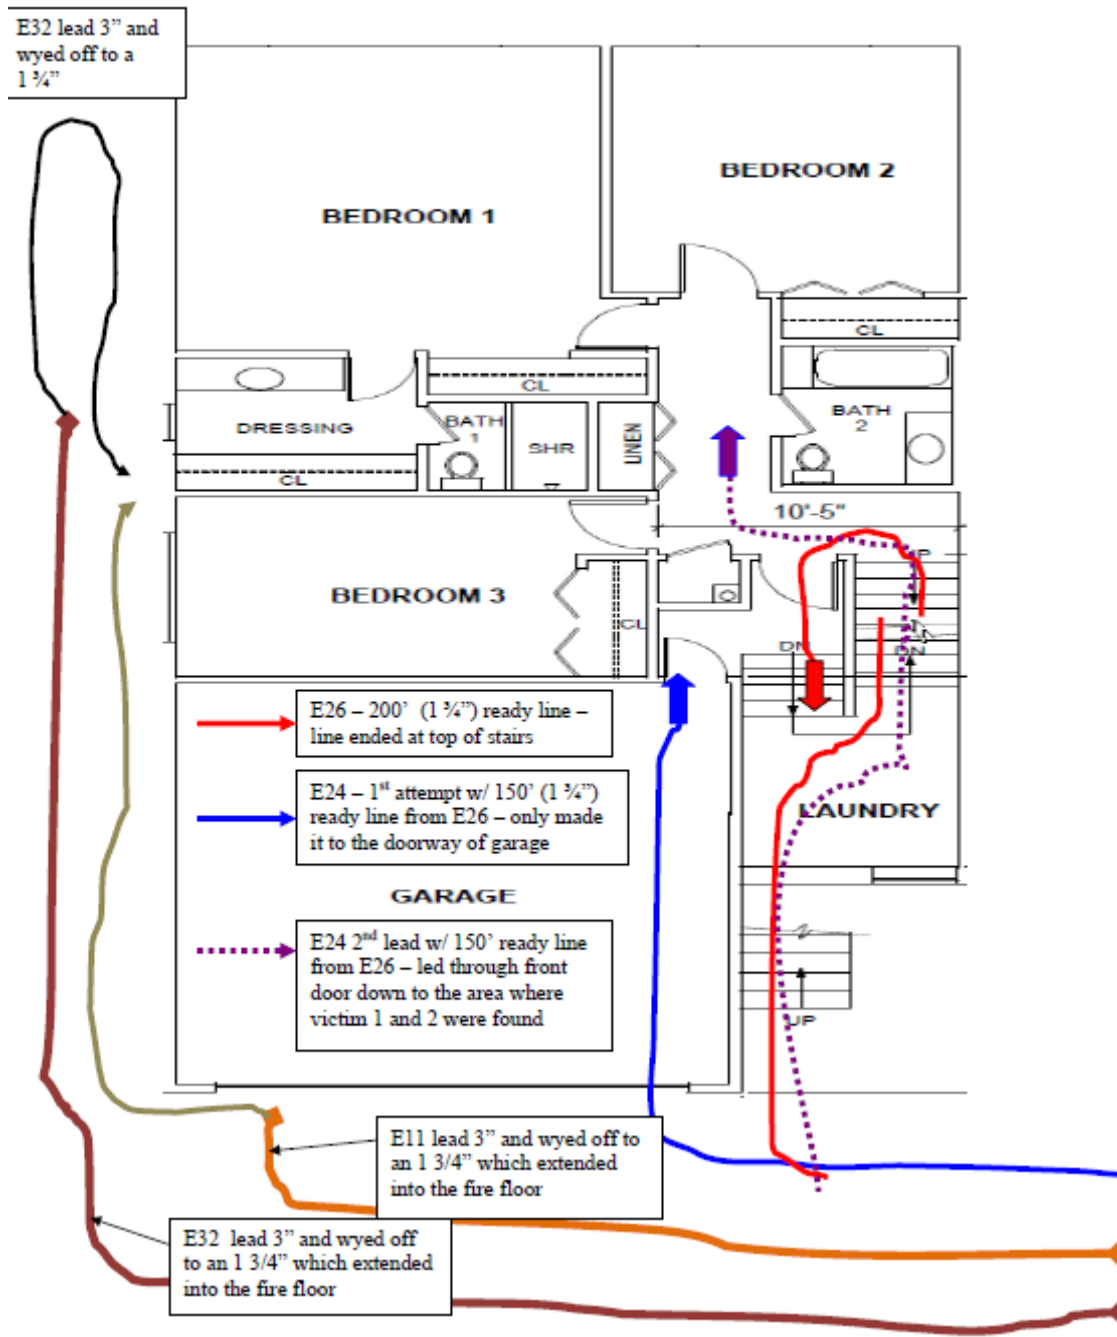 E32 lead 3” and
wyed off to a
1 ¾”
BEDROOM 1
BEDROOM 2
CL
CL
DRESSING
BATH
1
SHR
LINEN
BATH
2
CL
10'-5"
UP
BEDROOM 3
CL
DN
DN
E26 – 200’ (1 ¾”) ready line –
line ended at top of stairs
E24 – 1st attempt w/ 150’ (1 ¾”)
ready line from E26 – only made
it to the doorway of garage
LAUNDRY
GARAGE
E24 2nd lead w/ 150’ ready line
from E26 – led through front
door down to the area where
victim 1 and 2 were found
UP
E11 lead 3” and wyed off to
an 1 3/4” which extended
into the fire floor
E32 lead 3” and wyed off
to an 1 3/4” which extended
into the fire floor